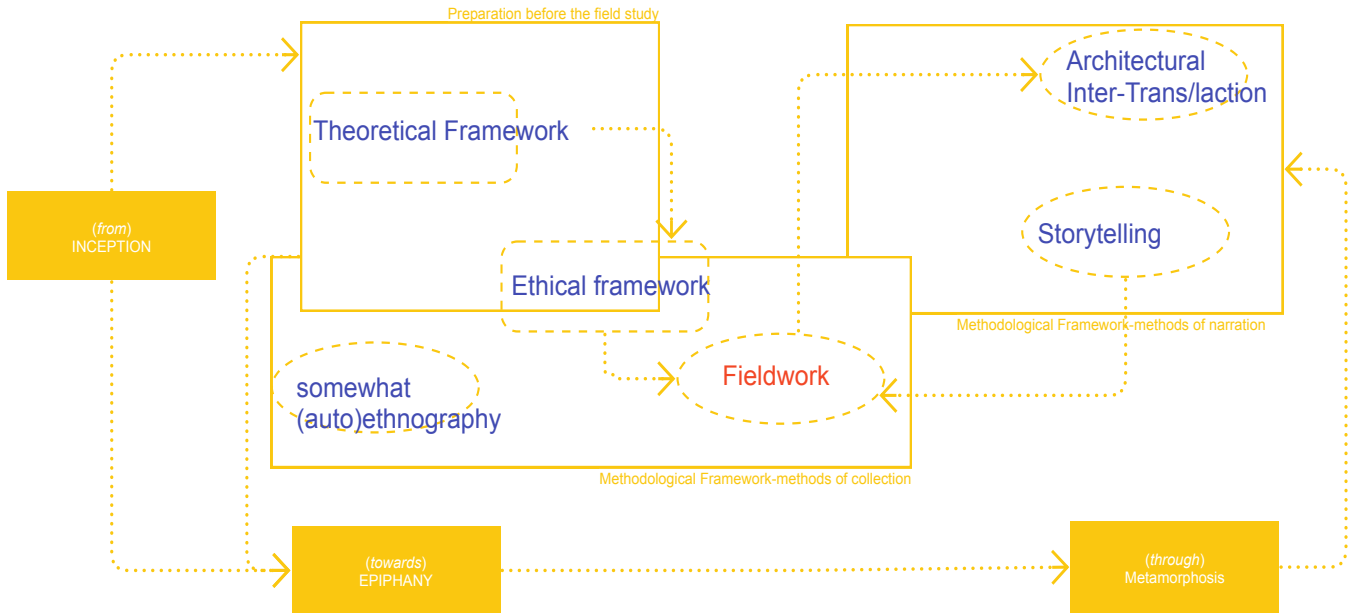 Preparation before the field study
Architectural
Inter-Trans/laction
Theoretical Framework
(from)
INCEPTION
Storytelling
Ethical framework
Methodological Framework-methods of narration
Fieldwork
somewhat
(auto)ethnography
Methodological Framework-methods of collection
(towards)
EPIPHANY
(through)
Metamorphosis